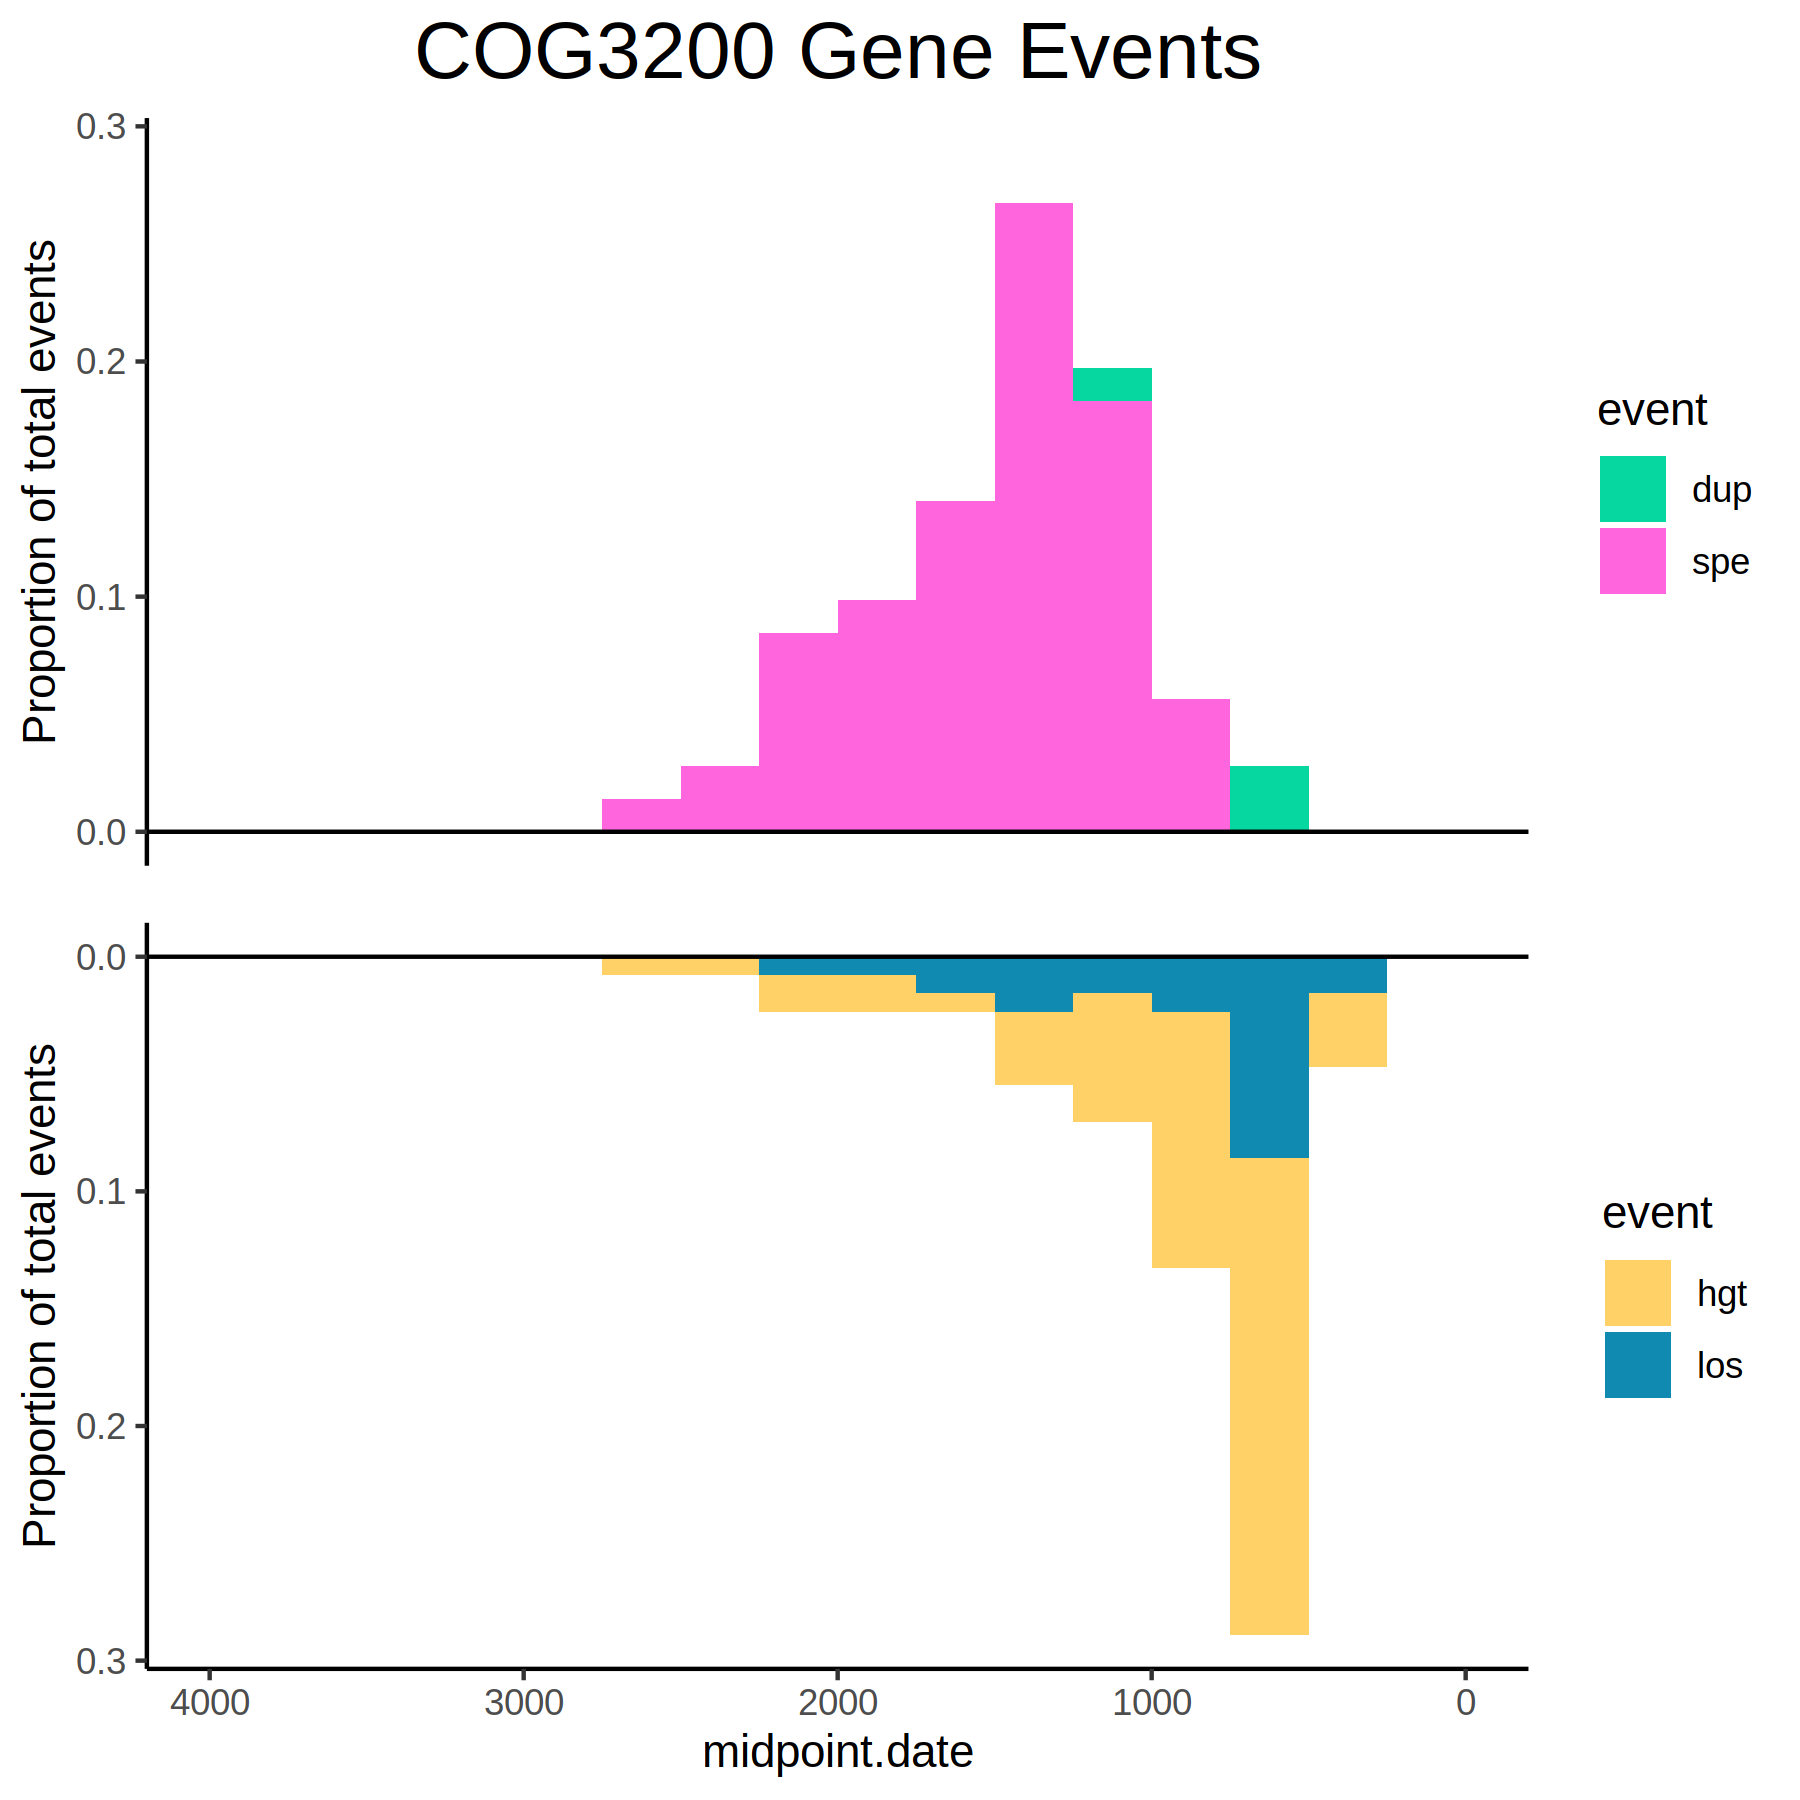 COG3200 Gene Events
Proportion of total events
0.3
0.2
0.1
0.0
event
dup
spe
Proportion of total events
0.0
0.1
0.2
0.3
event
hgt
los
4000 3000 2000 1000 0
midpoint.date